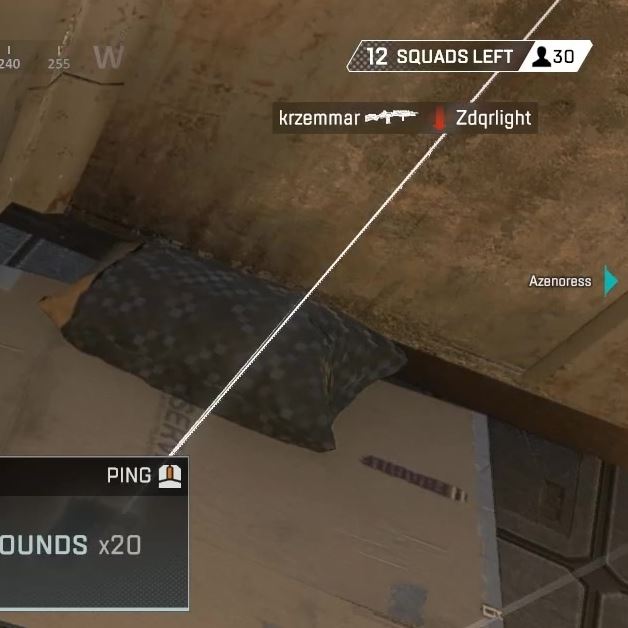 240 255 W
12 SQUADS LEFT 30
krzemmar Zdqrlight
Azenoress
PING
OUNDS x20